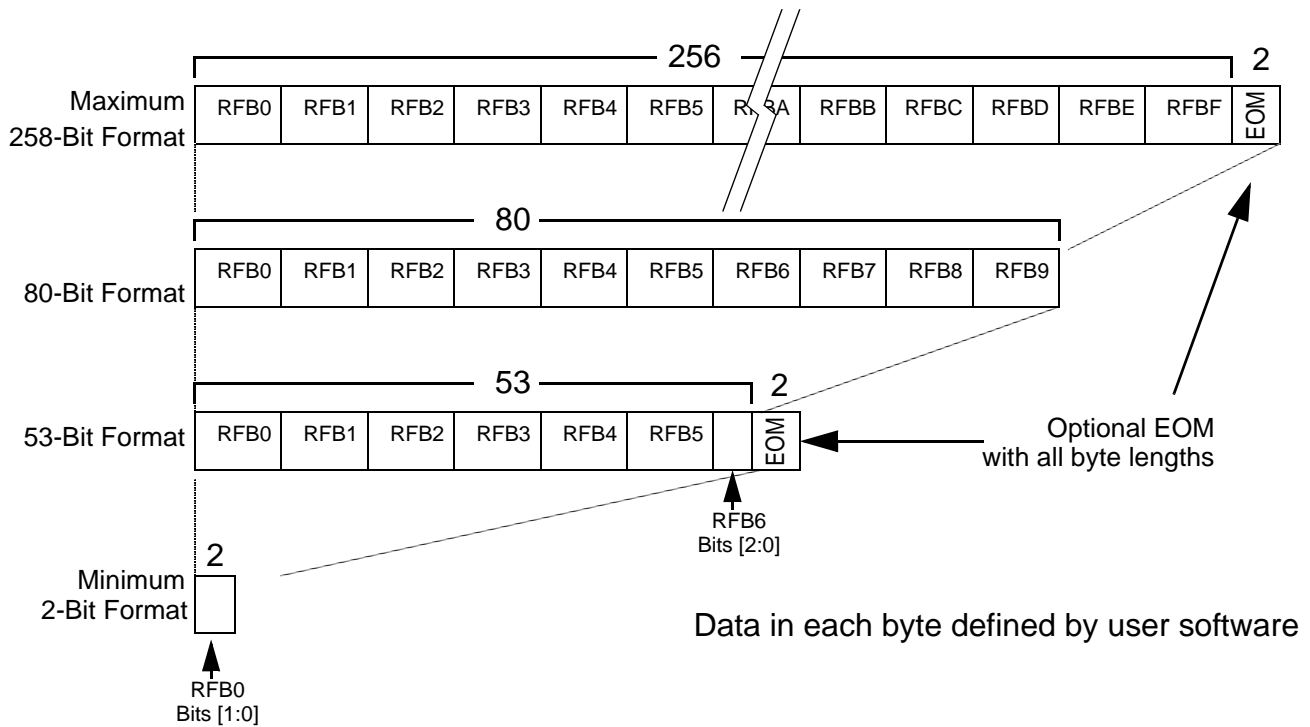 256
2
Maximum
258-Bit Format
RFB0 RFB1 RFB2 RFB3 RFB4 RFB5 RFBA RFBB RFBC RFBD RFBE RFBF EOM
80
80-Bit Format
RFB0 RFB1 RFB2 RFB3 RFB4 RFB5 RFB6 RFB7 RFB8 RFB9
53
2
53-Bit Format
RFB0 RFB1 RFB2 RFB3 RFB4 RFB5 EOM
Optional EOM
with all byte lengths
RFB6
Bits [2:0]
2
Minimum
2-Bit Format
RFB0
Bits [1:0]
Data in each byte defined by user software